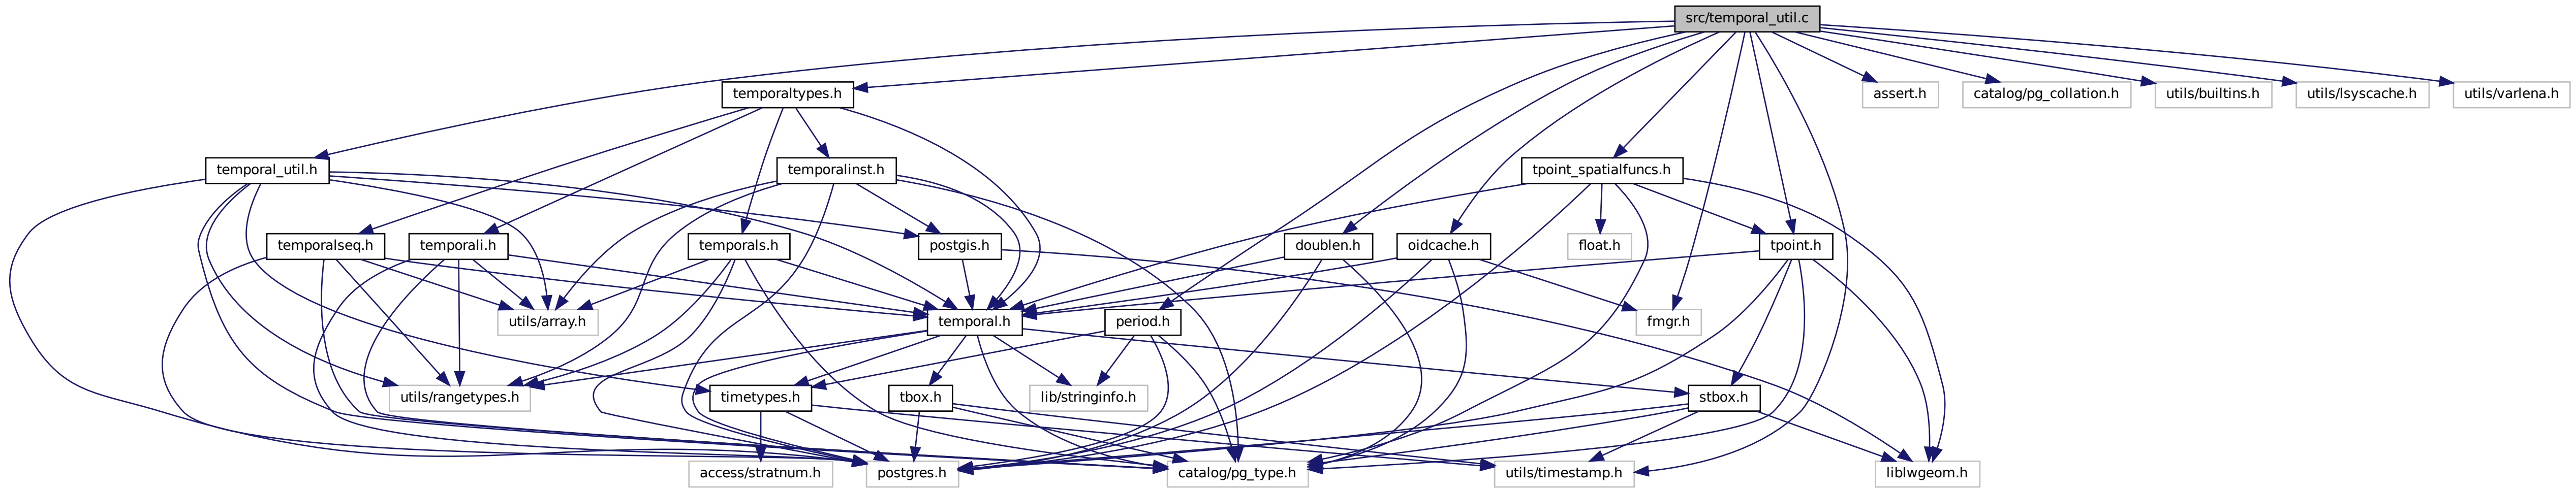 src/temporal_util.c
temporaltypes.h
assert.h
catalog/pg_collation.h
utils/builtins.h
utils/lsyscache.h
utils/varlena.h
temporal_util.h
temporalinst.h
tpoint_spatialfuncs.h
temporalseq.h
temporali.h
temporals.h
postgis.h
doublen.h
oidcache.h
float.h
tpoint.h
utils/array.h
temporal.h
period.h
fmgr.h
utils/rangetypes.h
timetypes.h
tbox.h
lib/stringinfo.h
stbox.h
access/stratnum.h
postgres.h
catalog/pg_type.h
utils/timestamp.h
liblwgeom.h